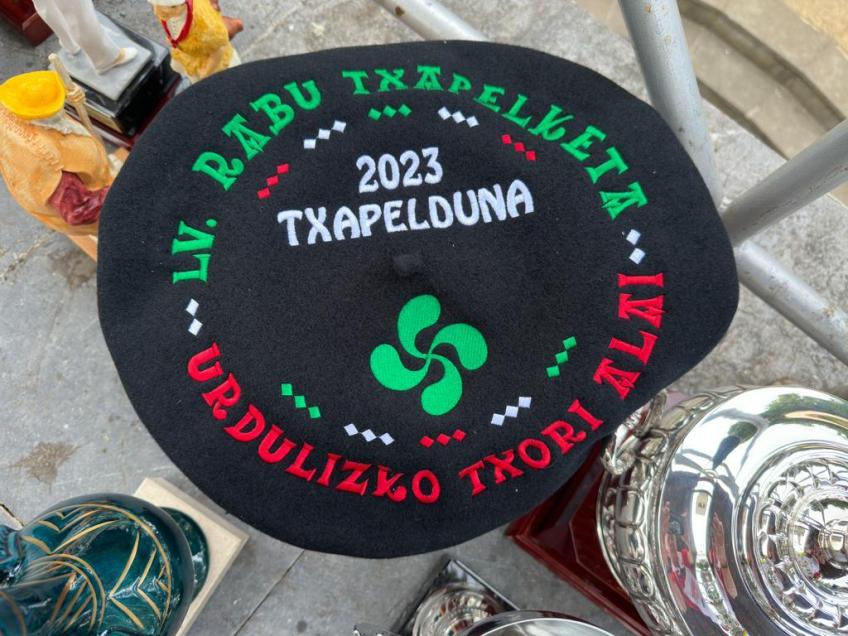 LV. RABU TXAPELKETA
2023
TXAPELDUNA
URDULIZKO TXORI ALAI